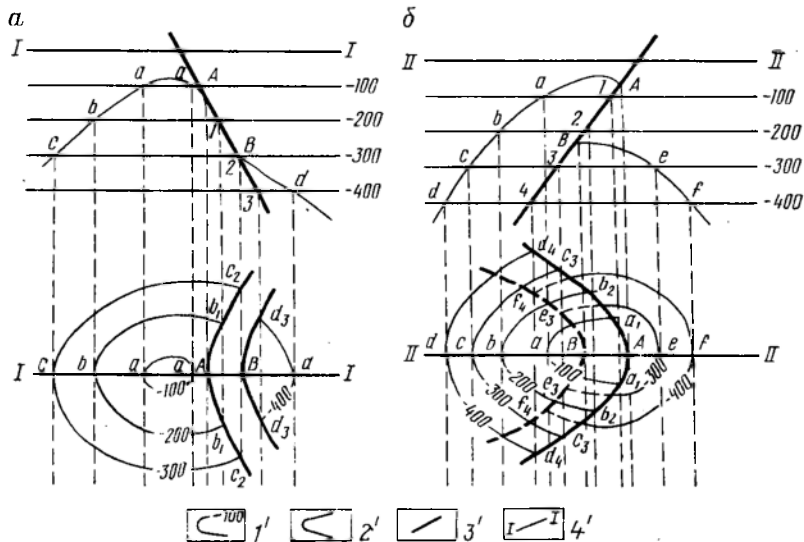 а б
I I
a a A -100
b 1 -200
c 2 B -300
3 d -400
II II
a 1 A -100
b 2 -200
c 3 B e -300
d 4 f -400
c2 b1 d3
I c b a a A B d I
-100
-200 b1 d3 -400
-300 c2
d4 c3 b2 a1
f4 e3
II d c b a B A e f II
-100 a1 -300
-200 e3 b2 -400
-300 f4 c3
-400 d4
-100 1' 2' 3' I I 4'